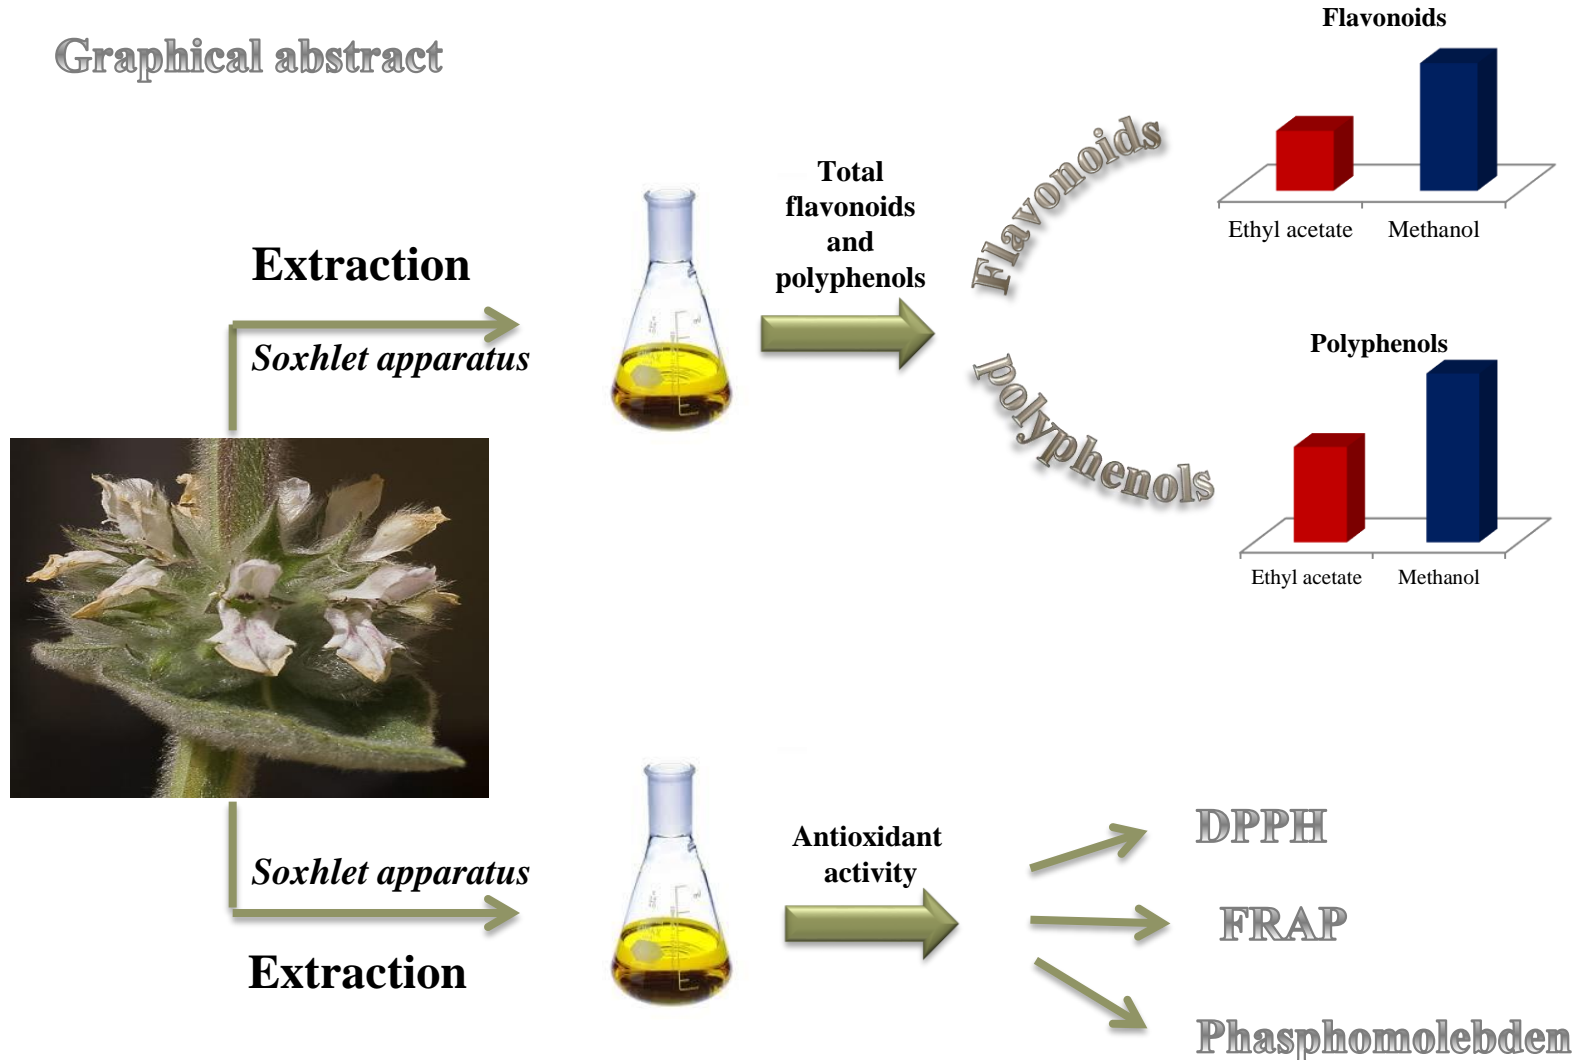 Graphical abstract
Flavonoids
Ethyl acetate Methanol
Total
flavonoids
and
polyphenols
Extraction
Soxhlet apparatus
Flavonoids
polyphenols
Polyphenols
Ethyl acetate Methanol
Soxhlet apparatus
Extraction
Antioxidant
activity
DPPH
FRAP
Phasphomolebden